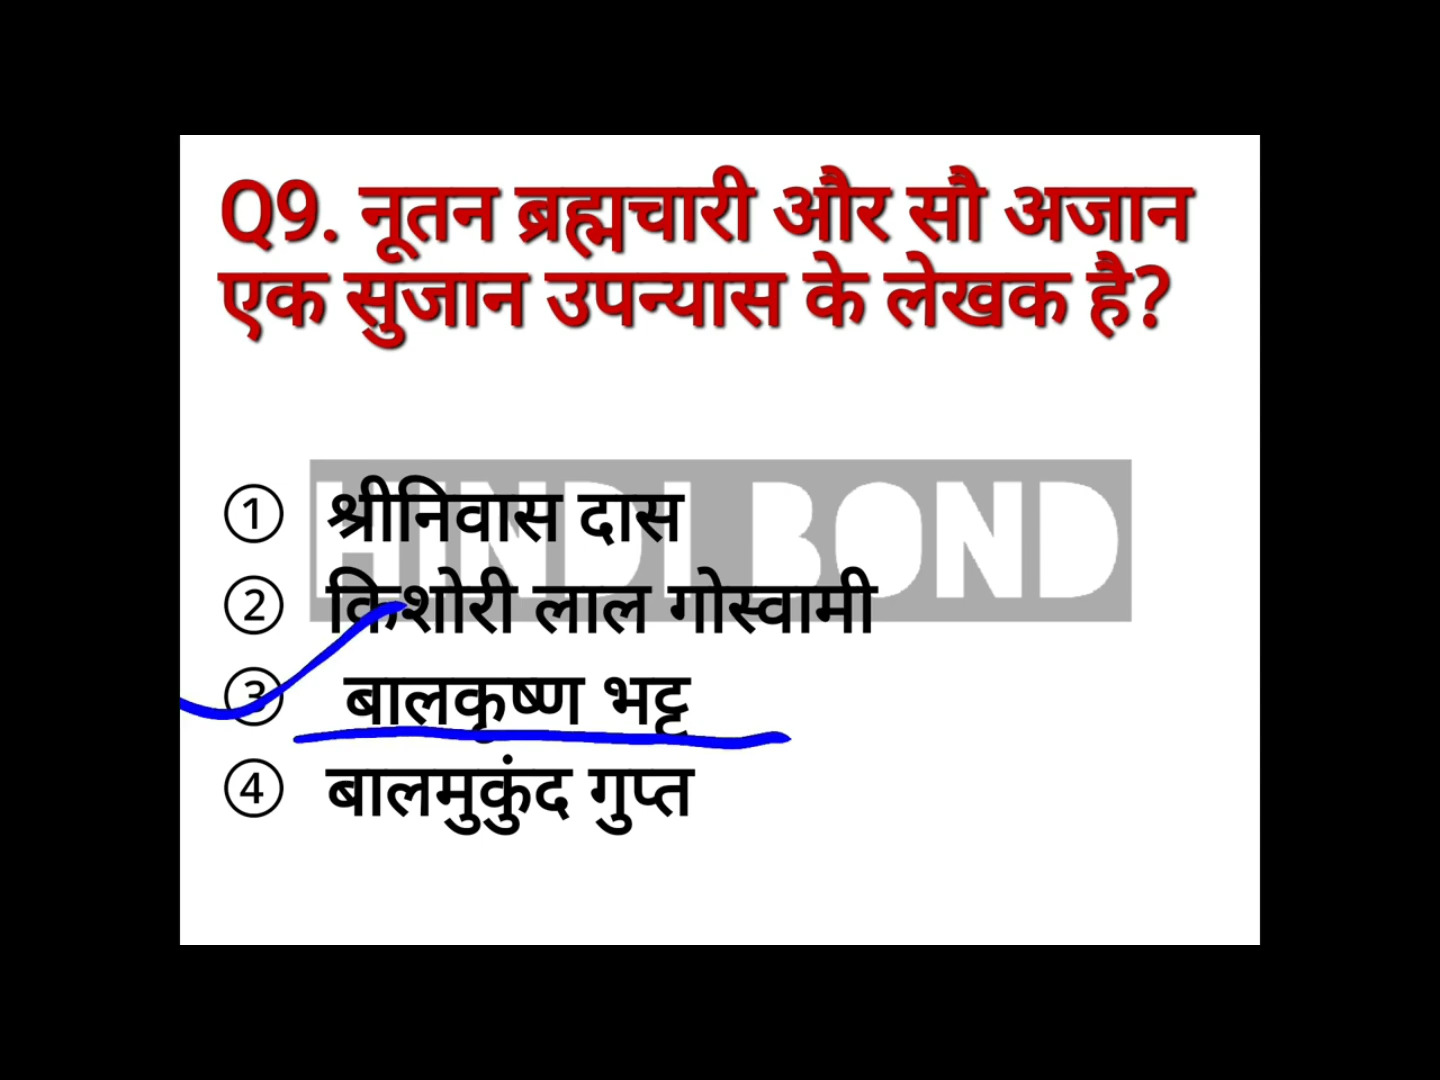 Q9. नूतन ब्रह्मचारी और सौ अजान
एक सुजान उपन्यास के लेखक है?
HINDI BOND
① श्रीनिवास दास
② किशोरी लाल गोस्वामी
③ बालकृष्ण भट्ट
④ बालमुकुंद गुप्त